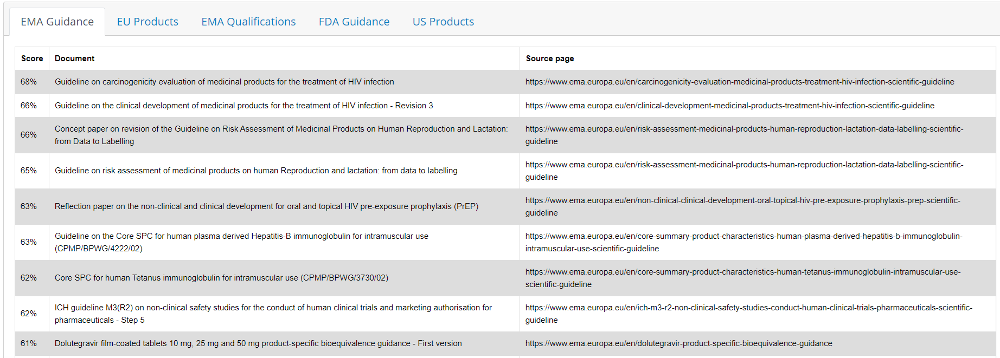 EMA Guidance EU Products EMA Qualifications FDA Guidance US Products
Score Document Source page
68% Guideline on carcinogenicity evaluation of medicinal products for the treatment of HIV infection https://www.ema.europa.eu/en/carcinogenicity-evaluation-medicinal-products-treatment-hiv-infection-scientific-guideline
66% Guideline on the clinical development of medicinal products for the treatment of HIV infection - Revision 3 https://www.ema.europa.eu/en/clinical-development-medicinal-products-treatment-hiv-infection-scientific-guideline
66% Concept paper on revision of the Guideline on Risk Assessment of Medicinal Products on Human Reproduction and Lactation:
from Data to Labelling
https://www.ema.europa.eu/en/risk-assessment-medicinal-products-human-reproduction-lactation-data-labelling-scientific-
guideline
65% Guideline on risk assessment of medicinal products on human Reproduction and lactation: from data to labelling
https://www.ema.europa.eu/en/risk-assessment-medicinal-products-human-reproduction-lactation-data-labelling-scientific-
guideline
63% Reflection paper on the non-clinical and clinical development for oral and topical HIV pre-exposure prophylaxis (PrEP)
https://www.ema.europa.eu/en/non-clinical-clinical-development-oral-topical-hiv-pre-exposure-prophylaxis-prep-scientific-
guideline
63% Guideline on the Core SPC for human plasma derived Hepatitis-B immunoglobulin for intramuscular use
(CPMP/BPWG/4222/02)
https://www.ema.europa.eu/en/core-summary-product-characteristics-human-plasma-derived-hepatitis-b-immunoglobulin-
intramuscular-use-scientific-guideline
62% Core SPC for human Tetanus immunoglobulin for intramuscular use (CPMP/BPWG/3730/02)
https://www.ema.europa.eu/en/core-summary-product-characteristics-human-tetanus-immunoglobulin-intramuscular-use-
scientific-guideline
62% ICH guideline M3(R2) on non-clinical safety studies for the conduct of human clinical trials and marketing authorisation for
pharmaceuticals - Step 5
https://www.ema.europa.eu/en/ich-m3-r2-non-clinical-safety-studies-conduct-human-clinical-trials-pharmaceuticals-scientific-
guideline
61% Dolutegravir film-coated tablets 10 mg, 25 mg and 50 mg product-specific bioequivalence guidance - First version https://www.ema.europa.eu/en/dolutegravir-product-specific-bioequivalence-guidance